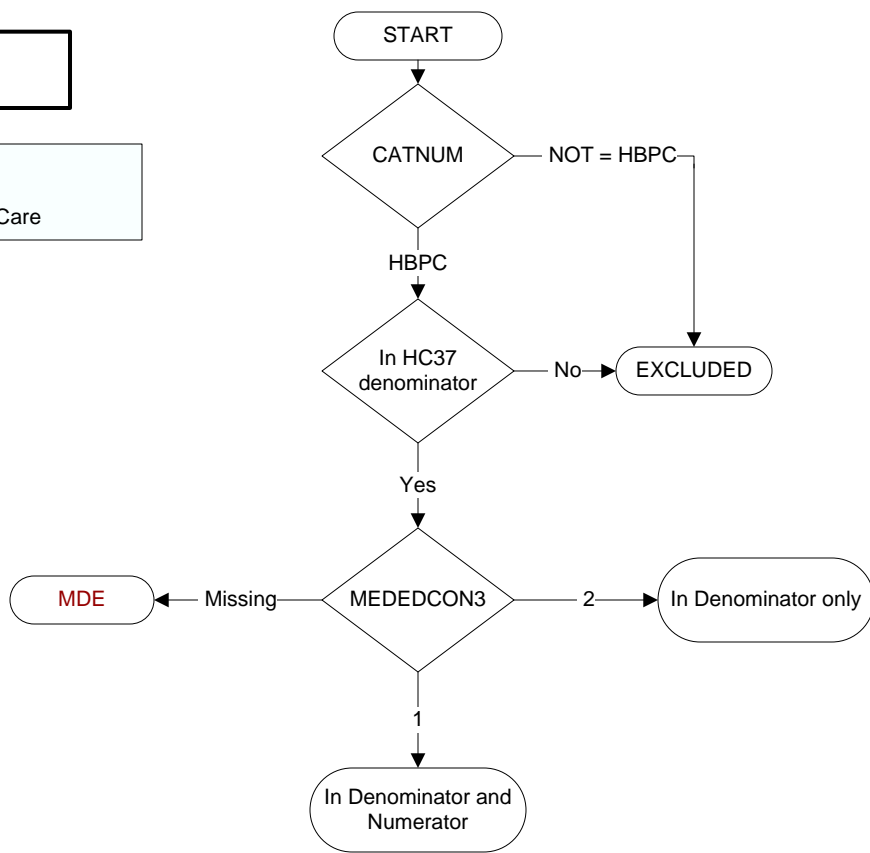 START
CATNUM
NOT = HBPC
Care
HBPC
In HC37
denominator
No
EXCLUDED
Yes
MDE
Missing
MEDEDCON3
2
In Denominator only
1
In Denominator and
Numerator